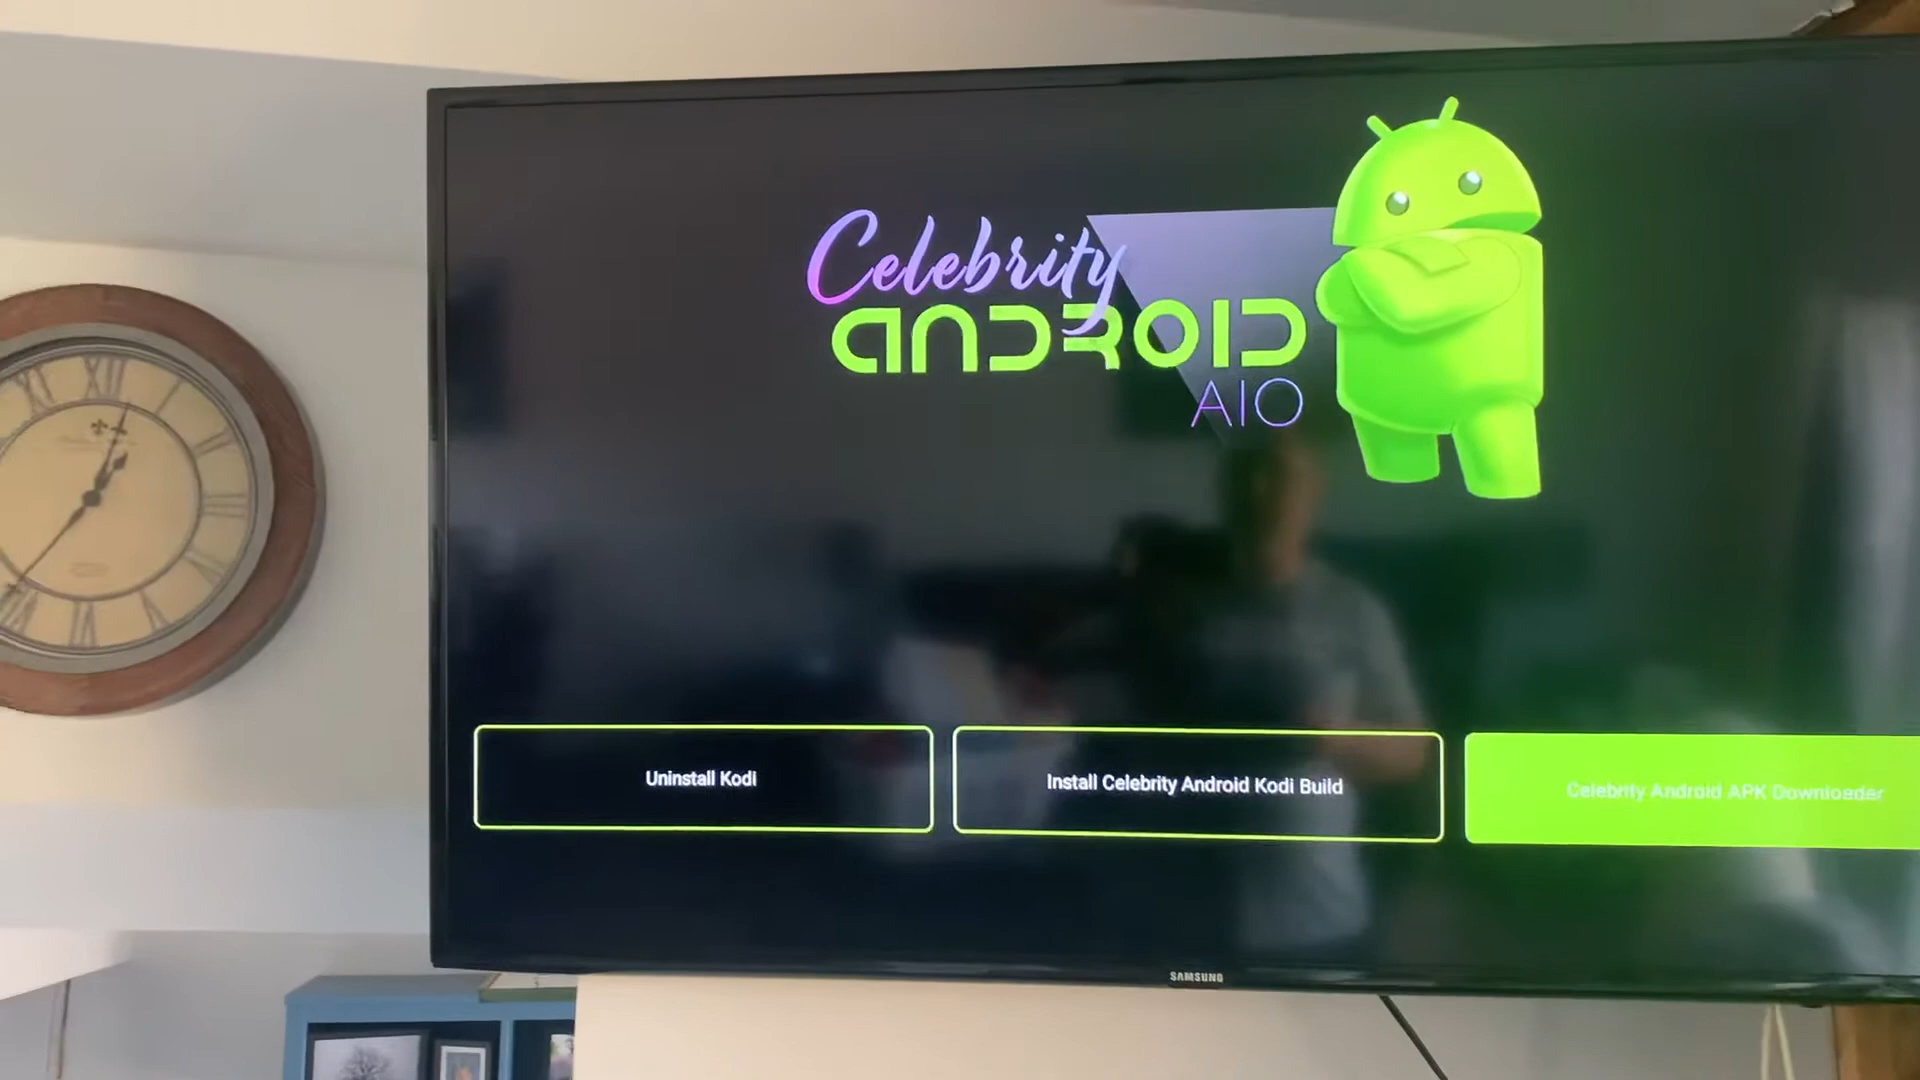 Celebrity
ANDROID
AIO
Uninstall Kodi
Install Celebrity Android Kodi Build
Celebrity Android APK Downloader
SAMSUNG